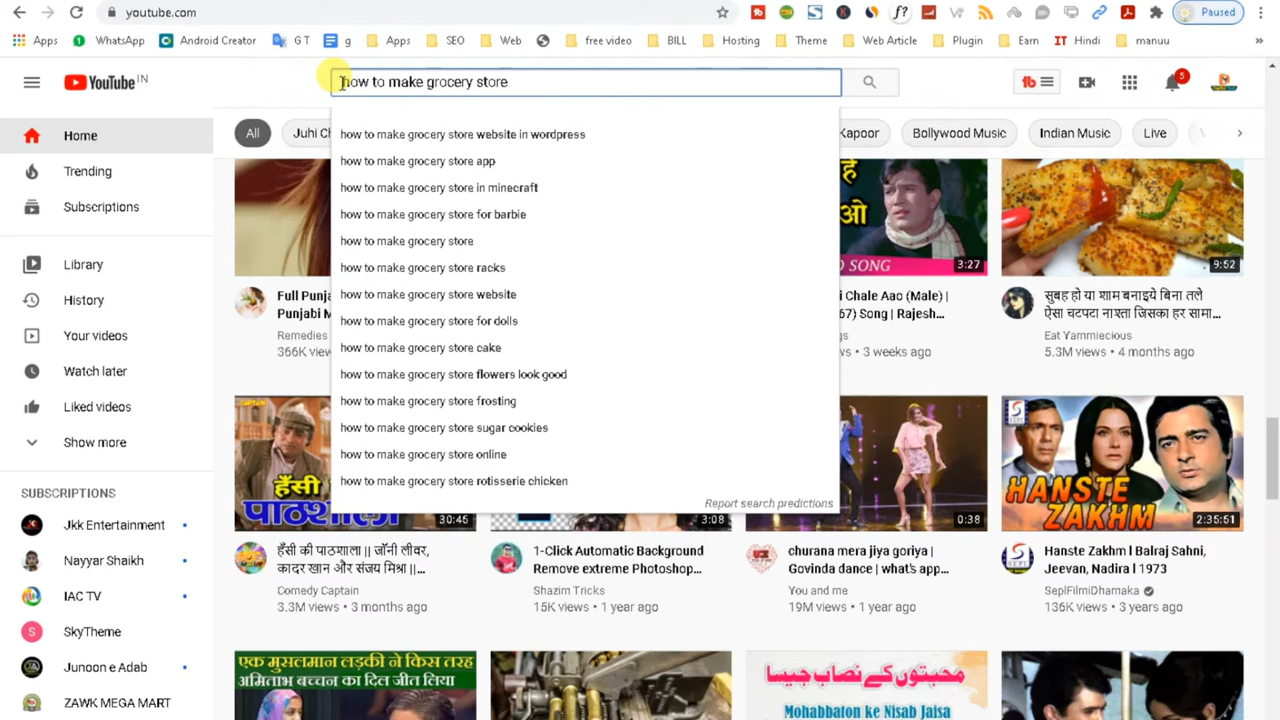 youtube.com
Paused
Apps
WhatsApp
Android Creator
G T
g
Apps
SEO
Web
free video
BILL
Hosting
Theme
Web Article
Plugin
Earn
IT Hindi
manuu
»
YouTube IN
how to make grocery store
tb
5
All
Juhi Ch
Kapoor
Bollywood Music
Indian Music
Live
how to make grocery store website in wordpress
how to make grocery store app
how to make grocery store in minecraft
how to make grocery store for barbie
how to make grocery store
how to make grocery store racks
how to make grocery store website
how to make grocery store for dolls
how to make grocery store cake
how to make grocery store flowers look good
how to make grocery store frosting
how to make grocery store sugar cookies
how to make grocery store online
how to make grocery store rotisserie chicken
Report search predictions
Home
Trending
Subscriptions
Library
History
Your videos
Watch later
Liked videos
Show more
SUBSCRIPTIONS
Jkk Entertainment
Nayyar Shaikh
IAC TV
SkyTheme
Junoon e Adab
ZAWK MEGA MART
Full Punja
Punjabi M
Remedies
366K view
D SONG
3:27
i Chale Aao (Male) |
67) Song | Rajesh...
gs
vs • 3 weeks ago
9:52
सुबह हो या शाम बनाइये बिना तले
ऐसा चटपटा नाश्ता जिसका हर सामा...
Eat Yammiecious
5.3M views • 4 months ago
CAPTAIN
हँसी
पाठशाला
30:45
हँसी की पाठशाला || जॉनी लीवर,
कादर खान और संजय मिश्रा ||...
Comedy Captain
3.3M views • 3 months ago
3:08
1-Click Automatic Background
Remove extreme Photoshop...
Shazim Tricks
15K views • 1 year ago
0:38
churana mera jiya goriya |
Govinda dance | what's app...
You and me
19M views • 1 year ago
HANSTE
ZAKHM
2:35:51
Hanste Zakhm l Balraj Sahni,
Jeevan, Nadira l 1973
SeplFilmiDhamaka
136K views • 3 years ago
एक मुसलमान लड़की ने किस तरह
अमिताभ बच्चन का दिल जीत लिया
محبتوں کے نصاب جیسا
Mohabbaton ke Nisab Jaisa